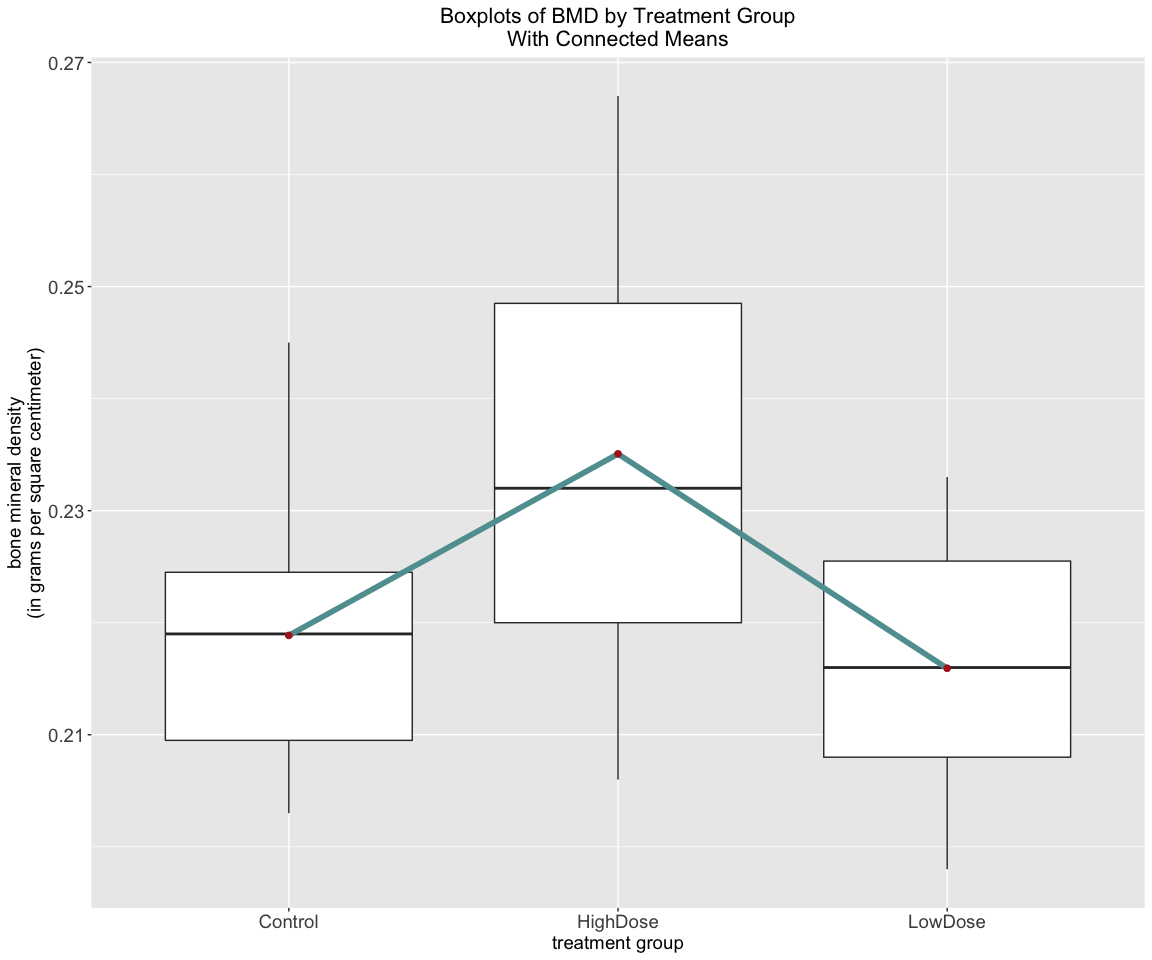 Boxplots of BMD by Treatment Group
With Connected Means
bone mineral density
(in grams per square centimeter)
0.27
0.25
0.23
0.21
Control
HighDose
LowDose
treatment group